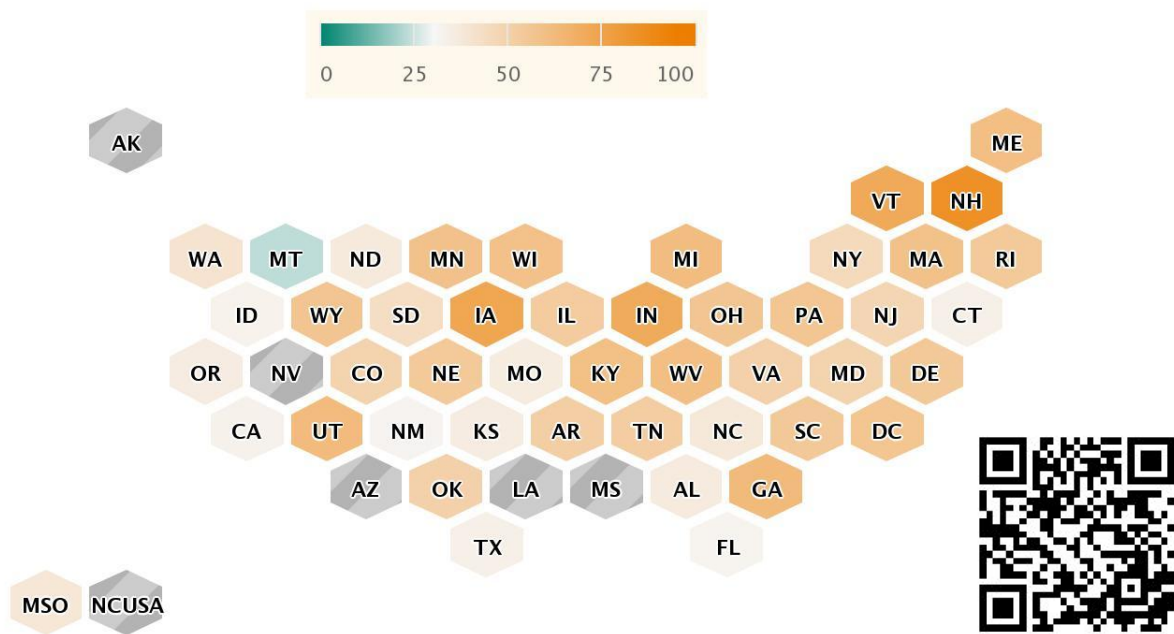 0 25 50 75 100
AK ME
VT NH
WA MT ND MN WI MI NY MA RI
ID WY SD IA IL IN OH PA NJ CT
OR NV CO NE MO KY WV VA MD DE
CA UT NM KS AR TN NC SC DC
AZ OK LA MS AL GA
TX FL
MSO NCUSA